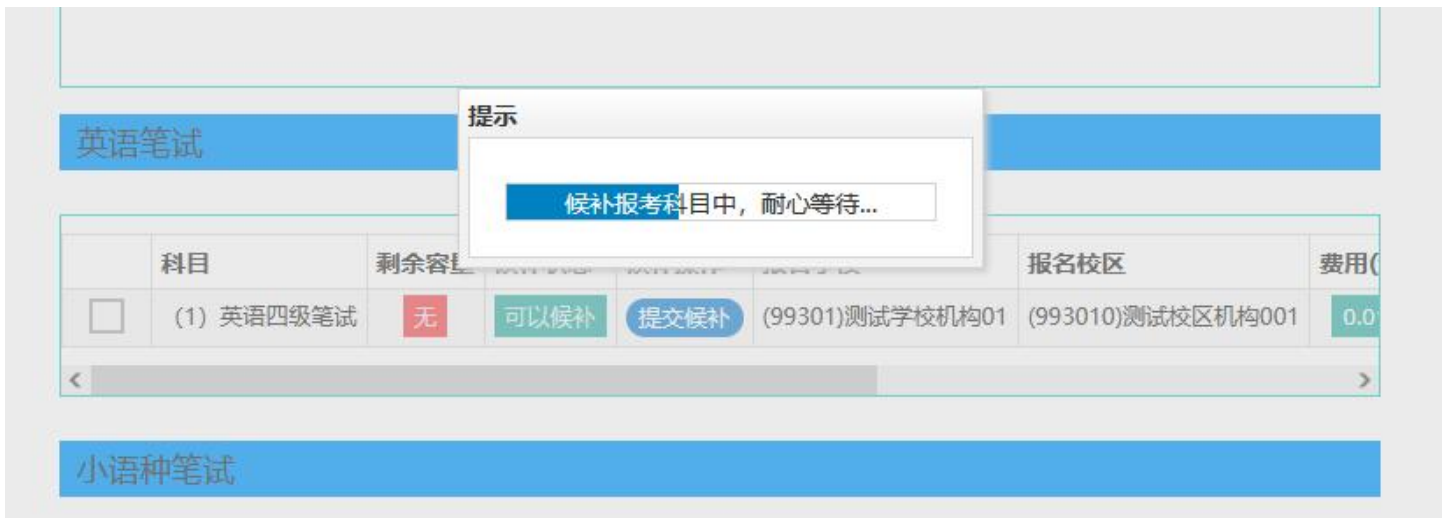 提示
英语笔试
候补报考科目中，耐心等待...
科目 剩余容量 报名校区 费用(
(1) 英语四级笔试 无 可以候补 提交候补 (99301)测试学校机构01 (993010)测试校区机构001 0.0
小语种笔试